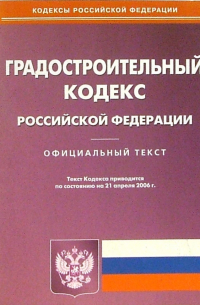 КОДЕКСЫ РОССИЙСКОЙ ФЕДЕРАЦИИ
ГРАДОСТРОИТЕЛЬНЫЙ
КОДЕКС
РОССИЙСКОЙ ФЕДЕРАЦИИ
ОФИЦИАЛЬНЫЙ ТЕКСТ
Текст Кодекса приводится
по состоянию на 21 апреля 2006 г.